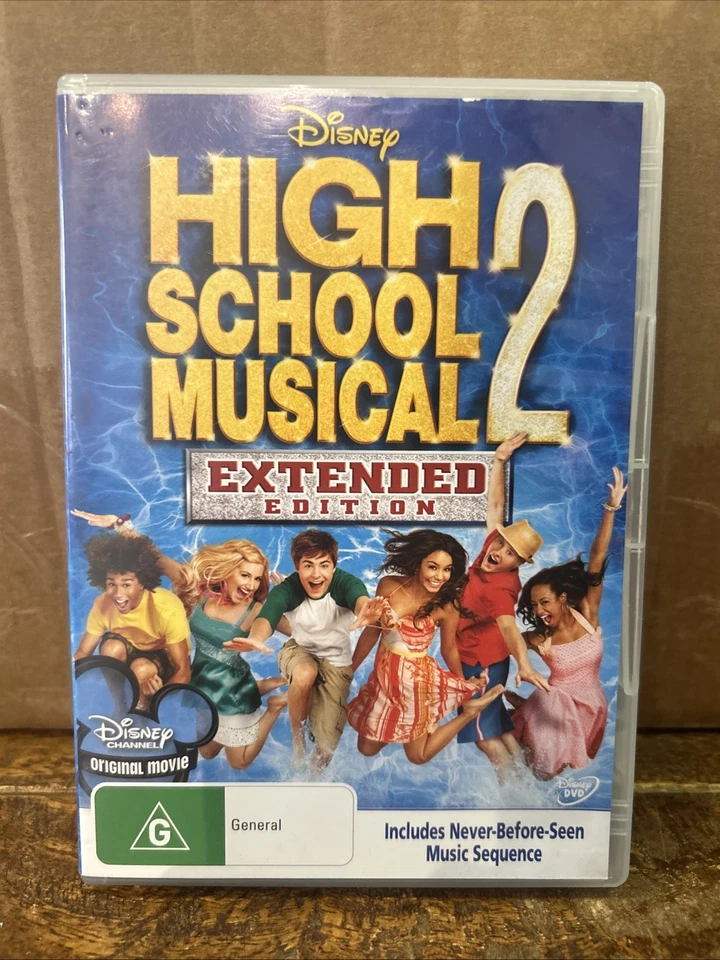 Disney
HIGH
SCHOOL
MUSICAL 2
EXTENDED
EDITION
Disney
CHANNEL
original movie
G
General
Includes Never-Before-Seen
Music Sequence
Disney
DVD